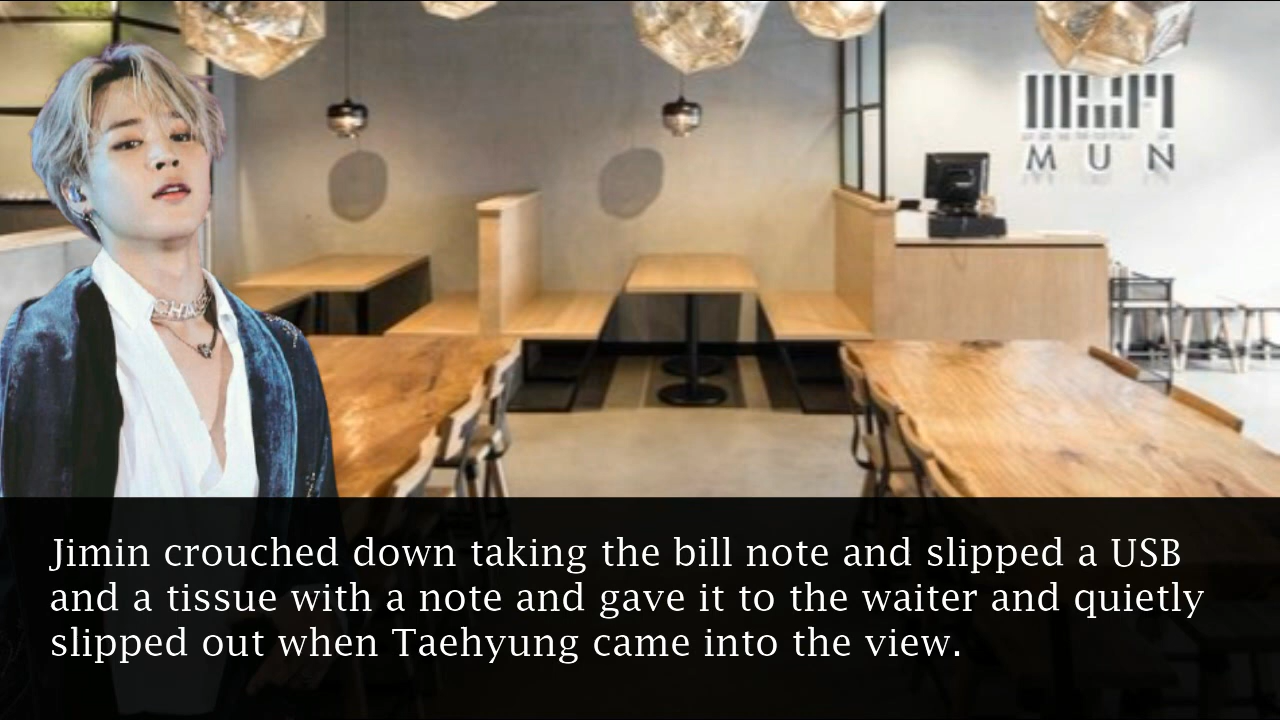 MUN
Jimin crouched down taking the bill note and slipped a USB
and a tissue with a note and gave it to the waiter and quietly
slipped out when Taehyung came into the view.